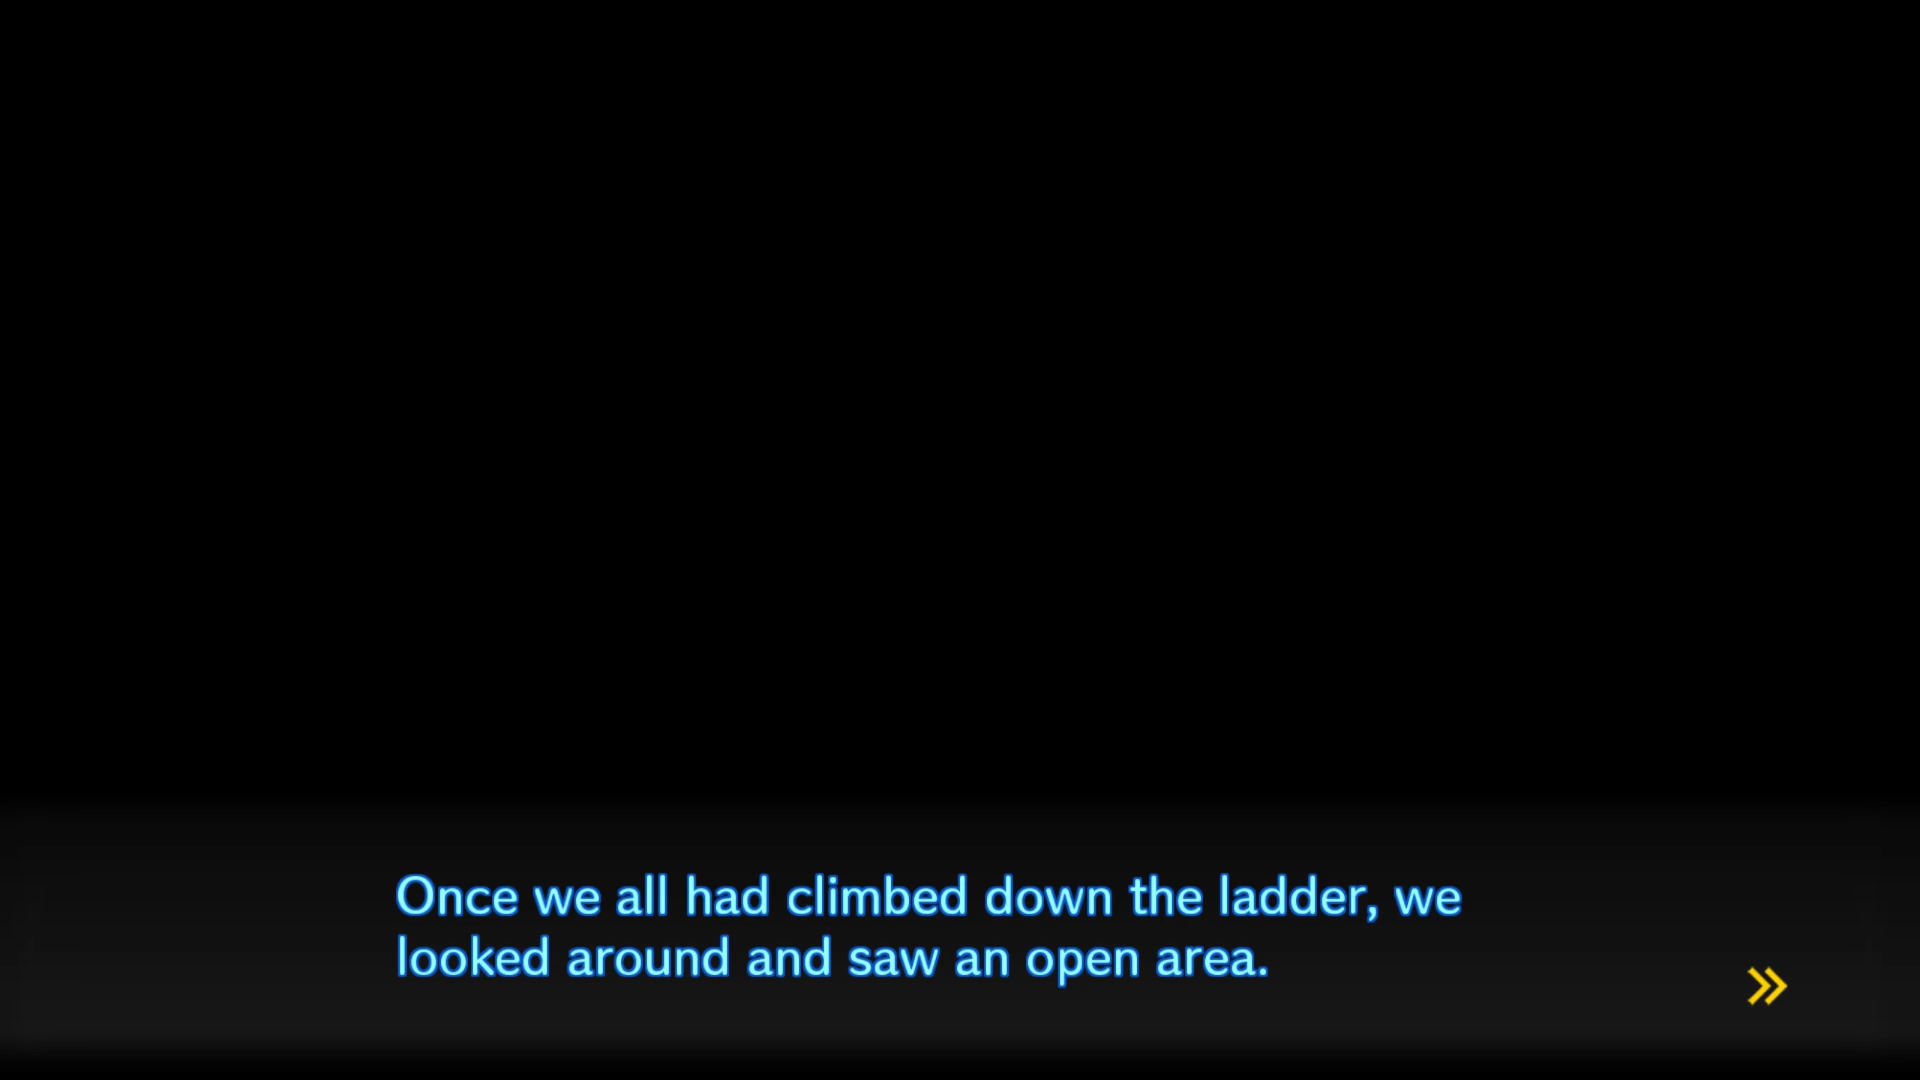 Once we all had climbed down the ladder, we
looked around and saw an open area.